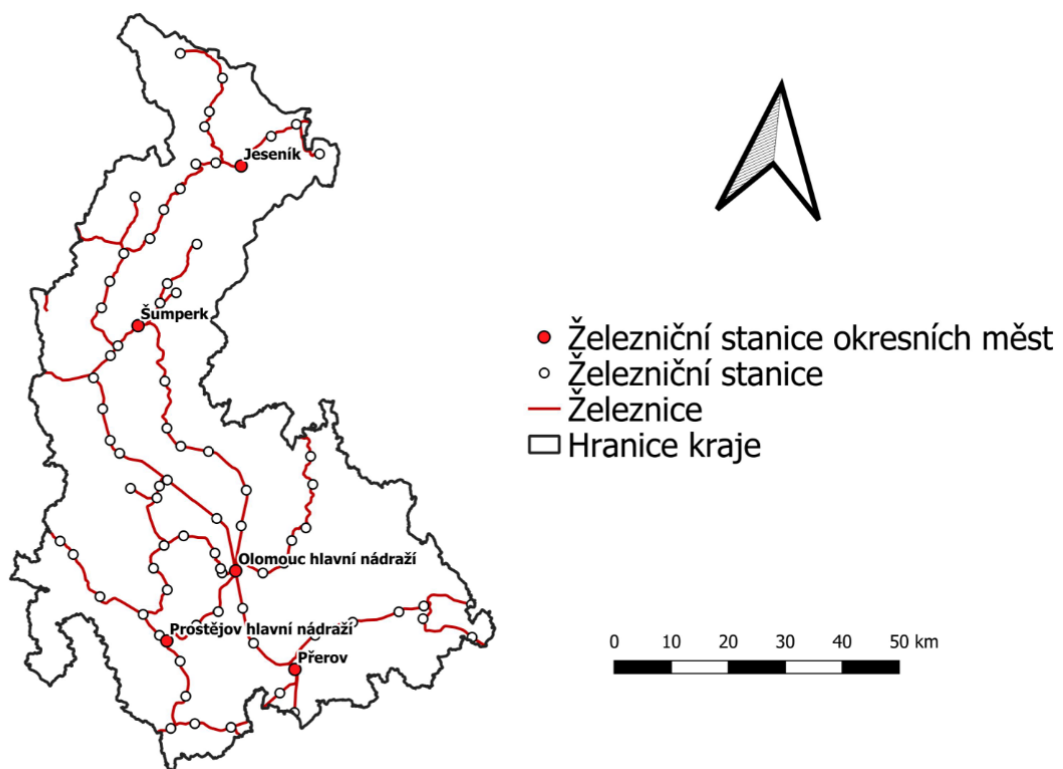 Jeseník
Šumperk
Olomouc hlavní nádraží
Prostějov hlavní nádraží
Přerov
Železniční stanice okresních měst
Železniční stanice
Železnice
Hranice kraje
0 10 20 30 40 50 km